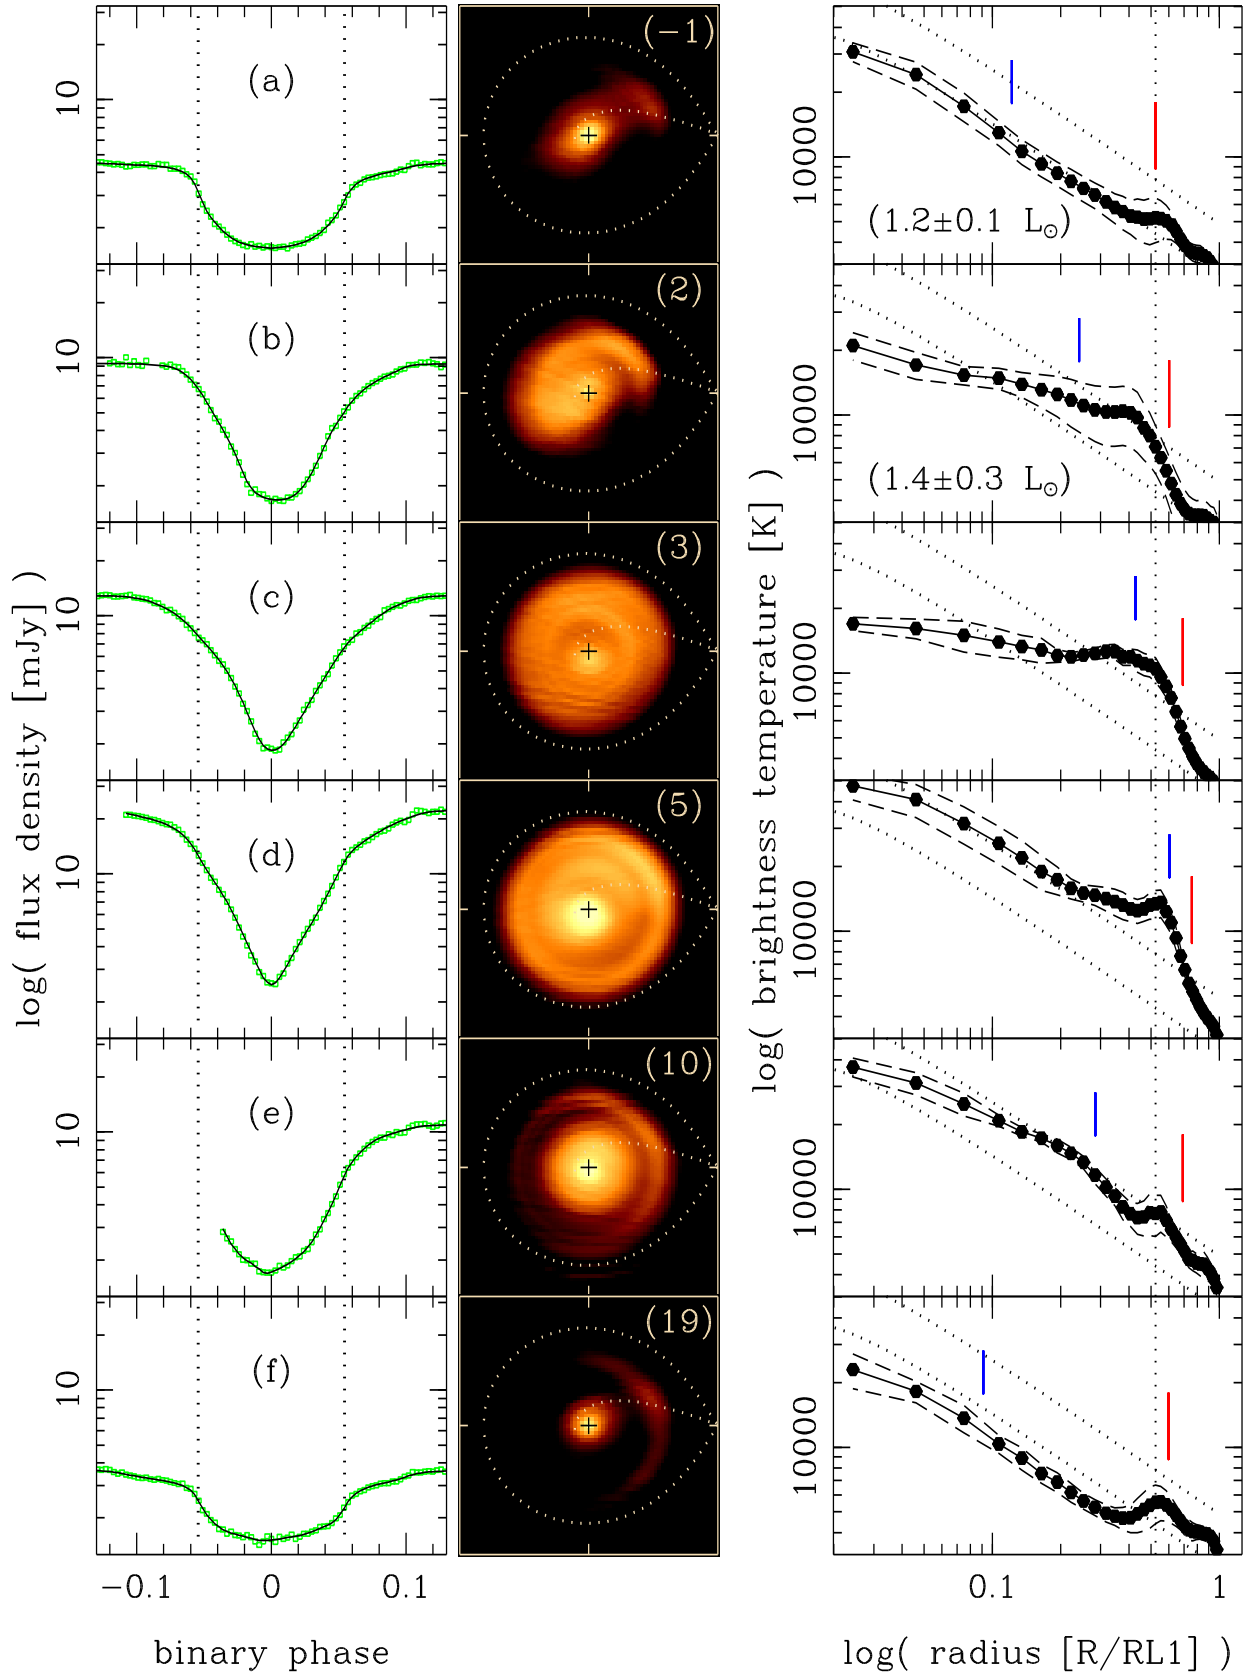 (a)
(-1)
(1.2±0.1 L⊙)
10
10000
(b)
(2)
(1.4±0.3 L⊙)
10
10000
(c)
(3)
10
10000
(d)
(5)
10
10000
(e)
(10)
10
10000
(f)
(19)
10
10000
log( flux density [mJy] )
log( brightness temperature [K] )
-0.1 0 0.1
0.1 1
binary phase
log( radius [R/RL1] )